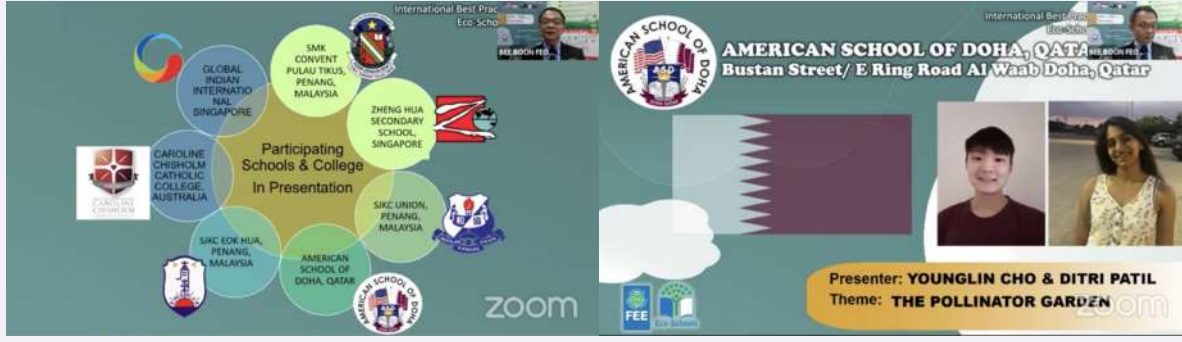 International Best Prac
Eco-Scho
BEE BOON FEO...
GLOBAL
INDIAN
INTERNATIO
NAL
SINGAPORE
SMK
CONVENT
PULAU TIKUS,
PENANG,
MALAYSIA
ZHENG HUA
SECONDARY
SCHOOL,
SINGAPORE
Participating
Schools & College
In Presentation
CAROLINE
CHISHOLM
CATHOLIC
COLLEGE,
AUSTRALIA
CAROLINE
CHISHOLM
SJKC UNION,
PENANG,
MALAYSIA
SJKC EOK HUA,
PENANG,
MALAYSIA
AMERICAN
SCHOOL OF
DOHA, QATAR
AMERICAN SCHOOL OF DOHA
zoom
International Best Prac
BEE BOON FEO...
AMERICAN SCHOOL OF DOHA
ASD
AMERICAN SCHOOL OF DOHA, QATA
Bustan Street/ E Ring Road Al Waab Doha, Qatar
Presenter: YOUNGLIN CHO & DITRI PATIL
Theme: THE POLLINATOR GARDEN
zoom
FEE
Eco-Schools